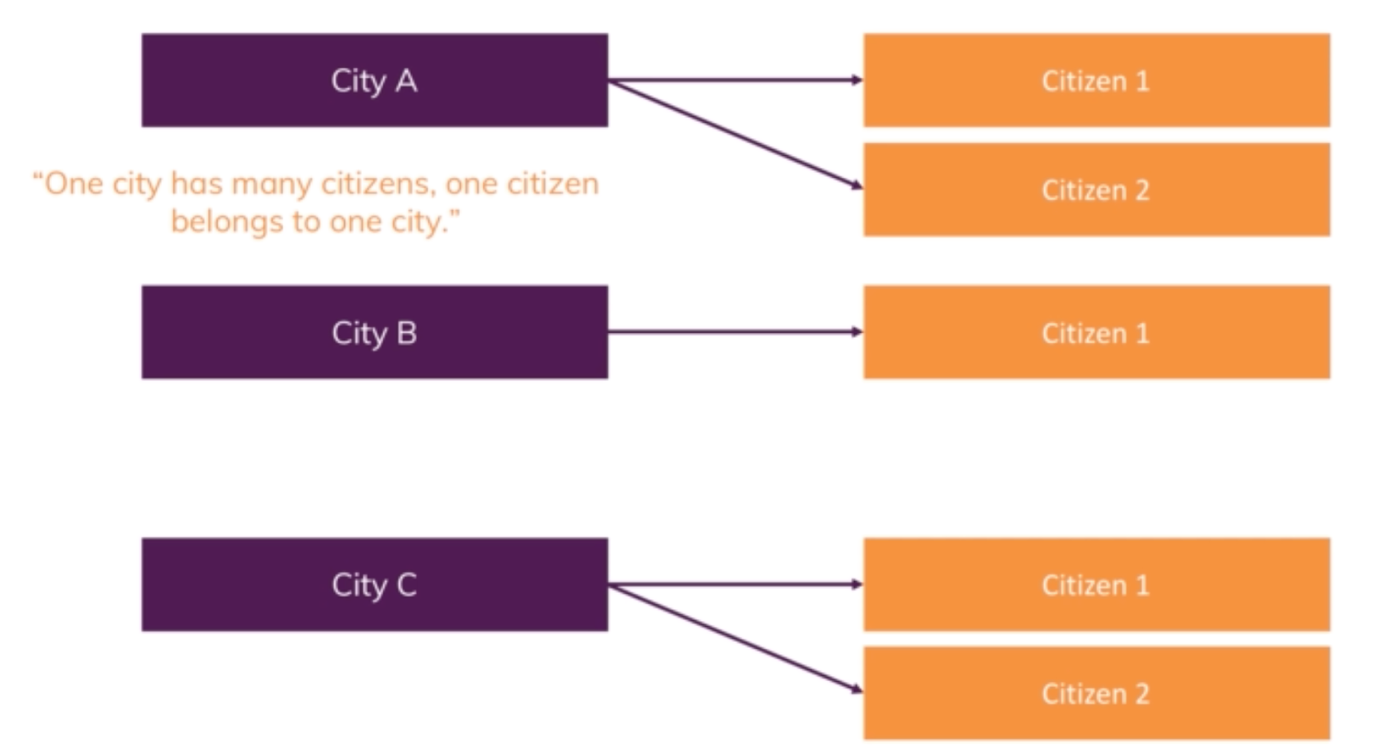 City A
Citizen 1
“One city has many citizens, one citizen
belongs to one city.”
Citizen 2
City B
Citizen 1
City C
Citizen 1
Citizen 2